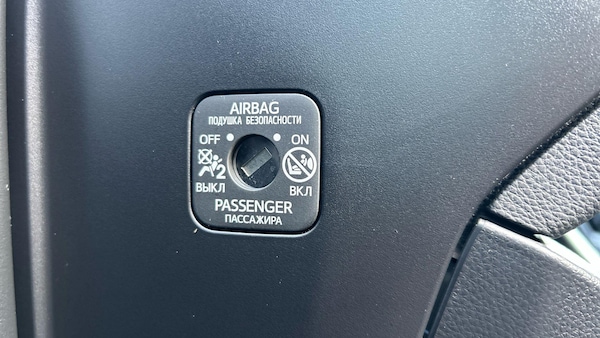 AIRBAG
ПОДУШКА БЕЗОПАСНОСТИ
OFF ON
2
ВЫКЛ ВКЛ
PASSENGER
ПАССАЖИРА